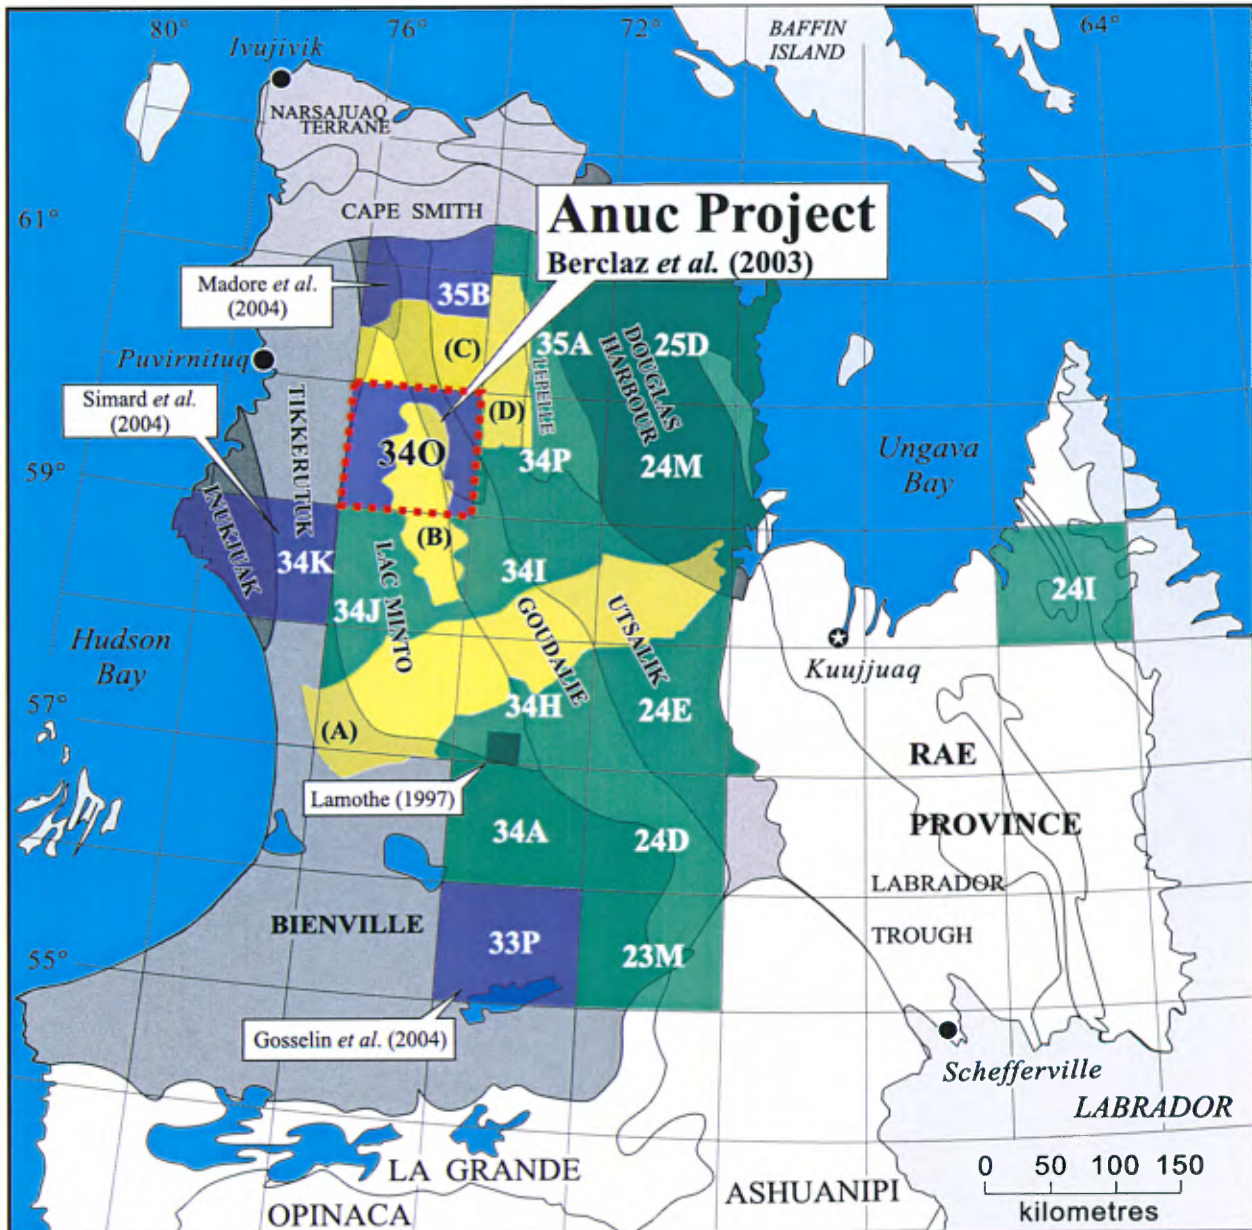 80°
76°
72°
64°
Ivujivik
BAFFIN
ISLAND
NARSAJUAQ
TERRANE
61°
CAPE SMITH
Anuc Project
Berclaz et al. (2003)
Madore et al.
(2004)
35B
Puvirnituq
(C)
35A
25D
DOUGLAS
HARBOUR
LEPELLE
Simard et al.
(2004)
TIKKERUTUK
(D)
34O
34P
24M
Ungava
Bay
59°
INUKJUAK
34K
(B)
LAC MINTO
34I
34J
24I
GOUDALIE
UTSALIK
Hudson
Bay
Kuujjuaq
57°
(A)
34H
24E
RAE
Lamothe (1997)
34A
24D
PROVINCE
LABRADOR
BIENVILLE
33P
23M
TROUGH
55°
Gosselin et al. (2004)
Schefferville
LABRADOR
LA GRANDE
0 50 100 150
kilometres
ASHUANIPI
OPINACA